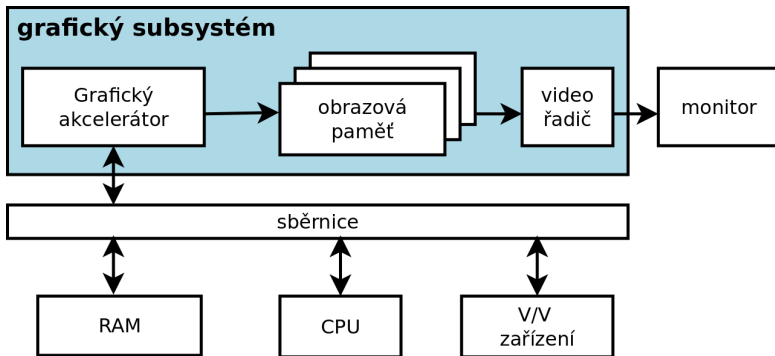 grafický subsystém
Grafický
akcelerátor
obrazová
paměť
video
řadič
monitor
sběrnice
RAM
CPU
V/V
zařízení